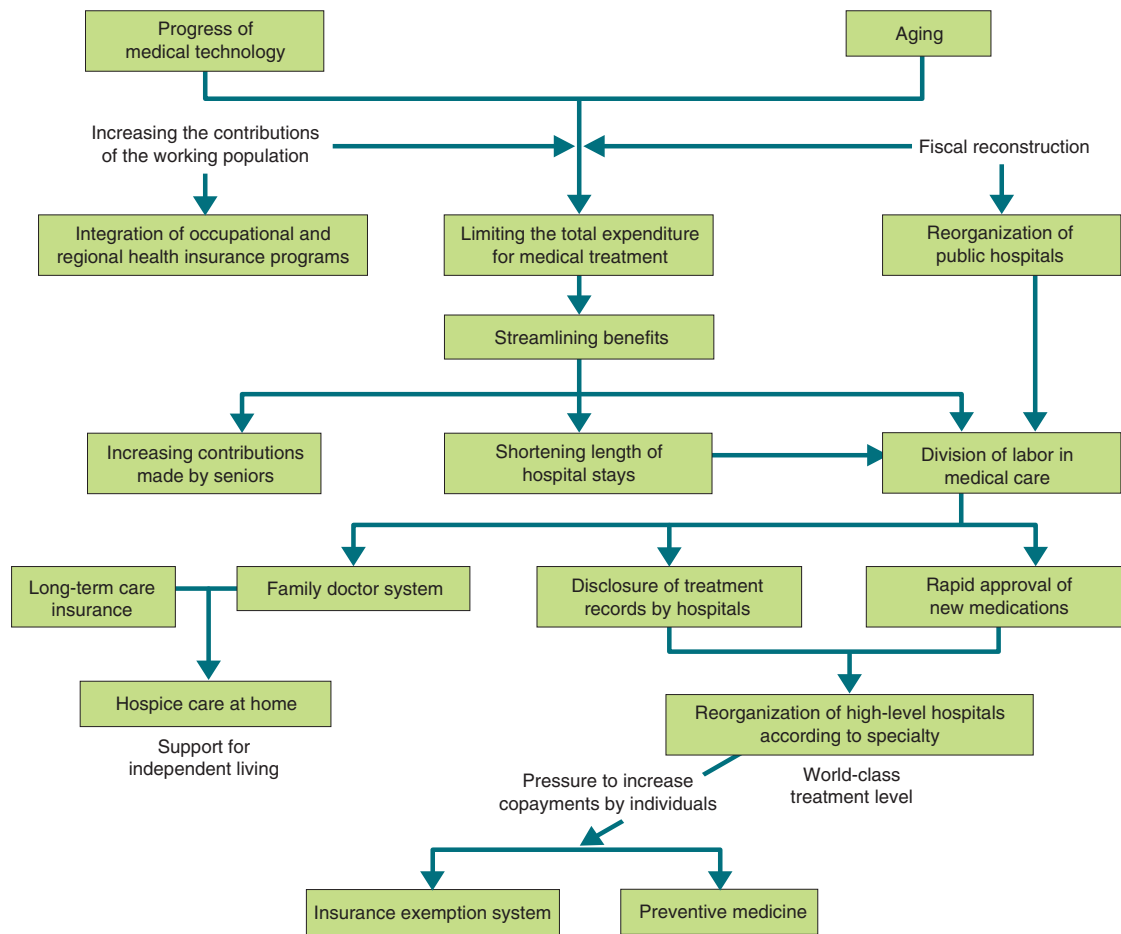 Progress of
medical technology
Aging
Increasing the contributions
of the working population
Fiscal reconstruction
Integration of occupational and
regional health insurance programs
Limiting the total expenditure
for medical treatment
Reorganization of
public hospitals
Streamlining benefits
Increasing contributions
made by seniors
Shortening length of
hospital stays
Division of labor in
medical care
Long-term care
insurance
Family doctor system
Disclosure of treatment
records by hospitals
Rapid approval of
new medications
Hospice care at home
Support for
independent living
Reorganization of high-level hospitals
according to specialty
Pressure to increase
copayments by individuals
World-class
treatment level
Insurance exemption system
Preventive medicine